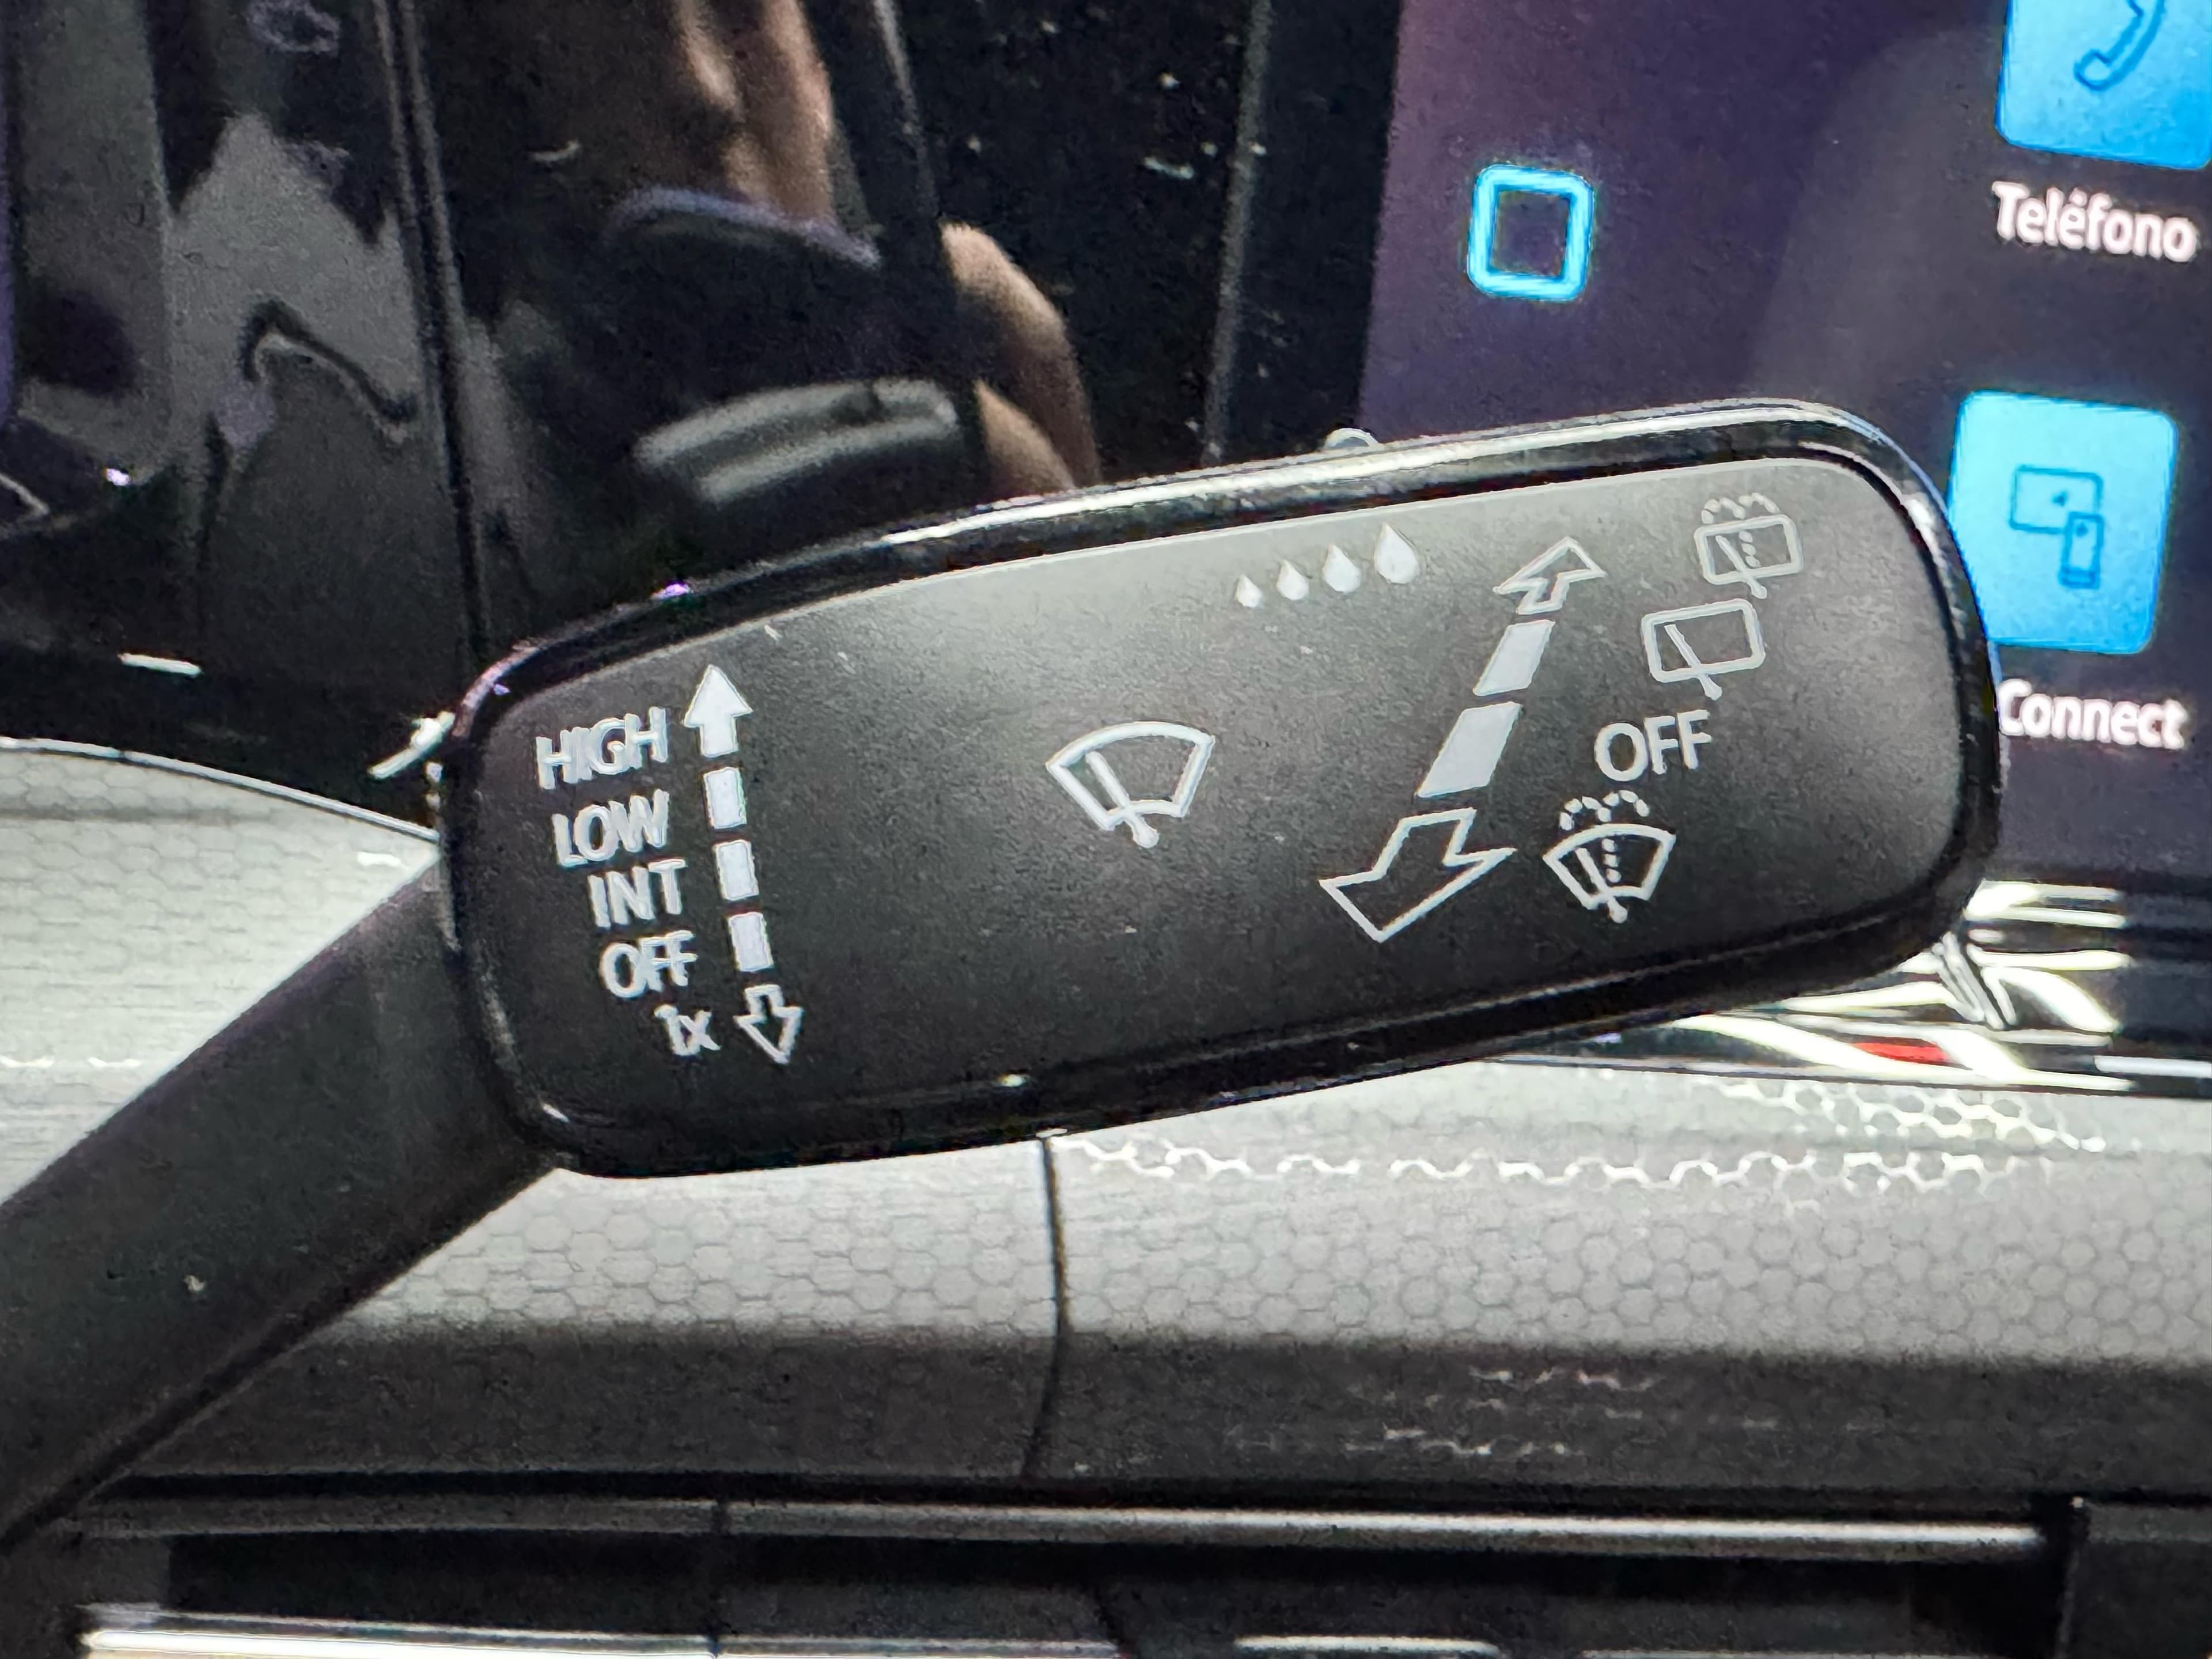 Teléfono
Connect
HIGH
LOW
INT
OFF
1x
OFF